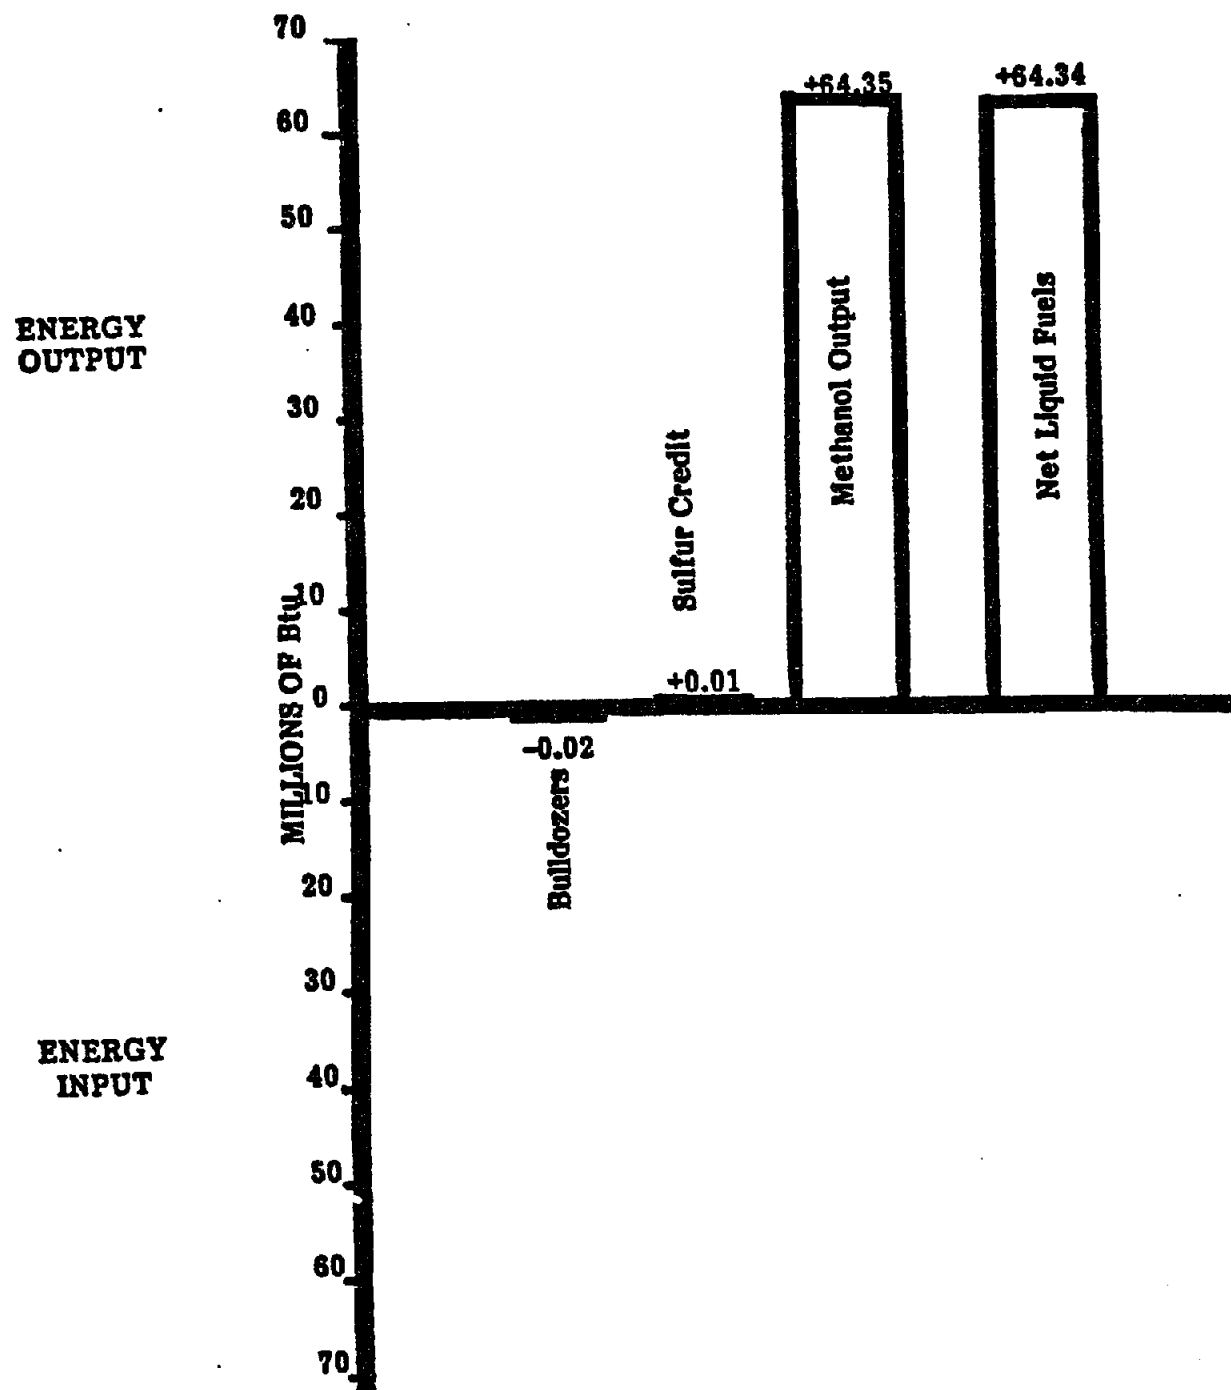 70
+64.35
+64.34
60
50
ENERGY
OUTPUT
40
30
20
10
0
MILLIONS OF Btu
Sulfur Credit
+0.01
Methanol Output
Net Liquid Fuels
-0.02
Bulldozers
10
20
30
ENERGY
INPUT
40
50
60
70